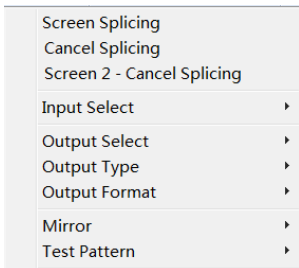 Screen Splicing
Cancel Splicing
Screen 2 - Cancel Splicing
Input Select
Output Select
Output Type
Output Format
Mirror
Test Pattern